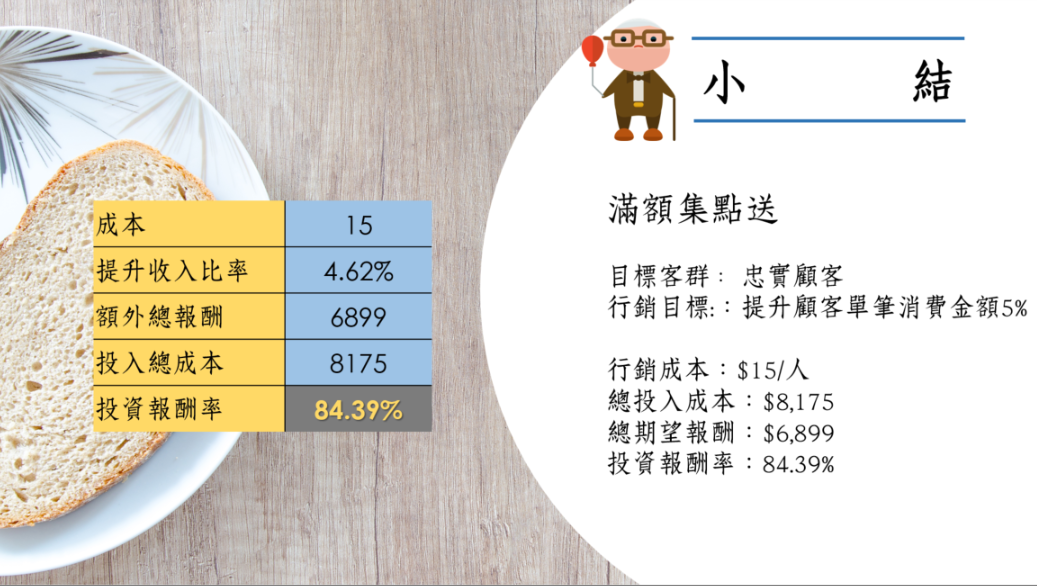 小 結
成本 15
提升收入比率 4.62%
額外總報酬 6899
投入總成本 8175
投資報酬率 84.39%
滿額集點送
目標客群: 忠實顧客
行銷目標::提升顧客單筆消費金額5%
行銷成本:$15/人
總投入成本:$8,175
總期望報酬:$6,899
投資報酬率:84.39%